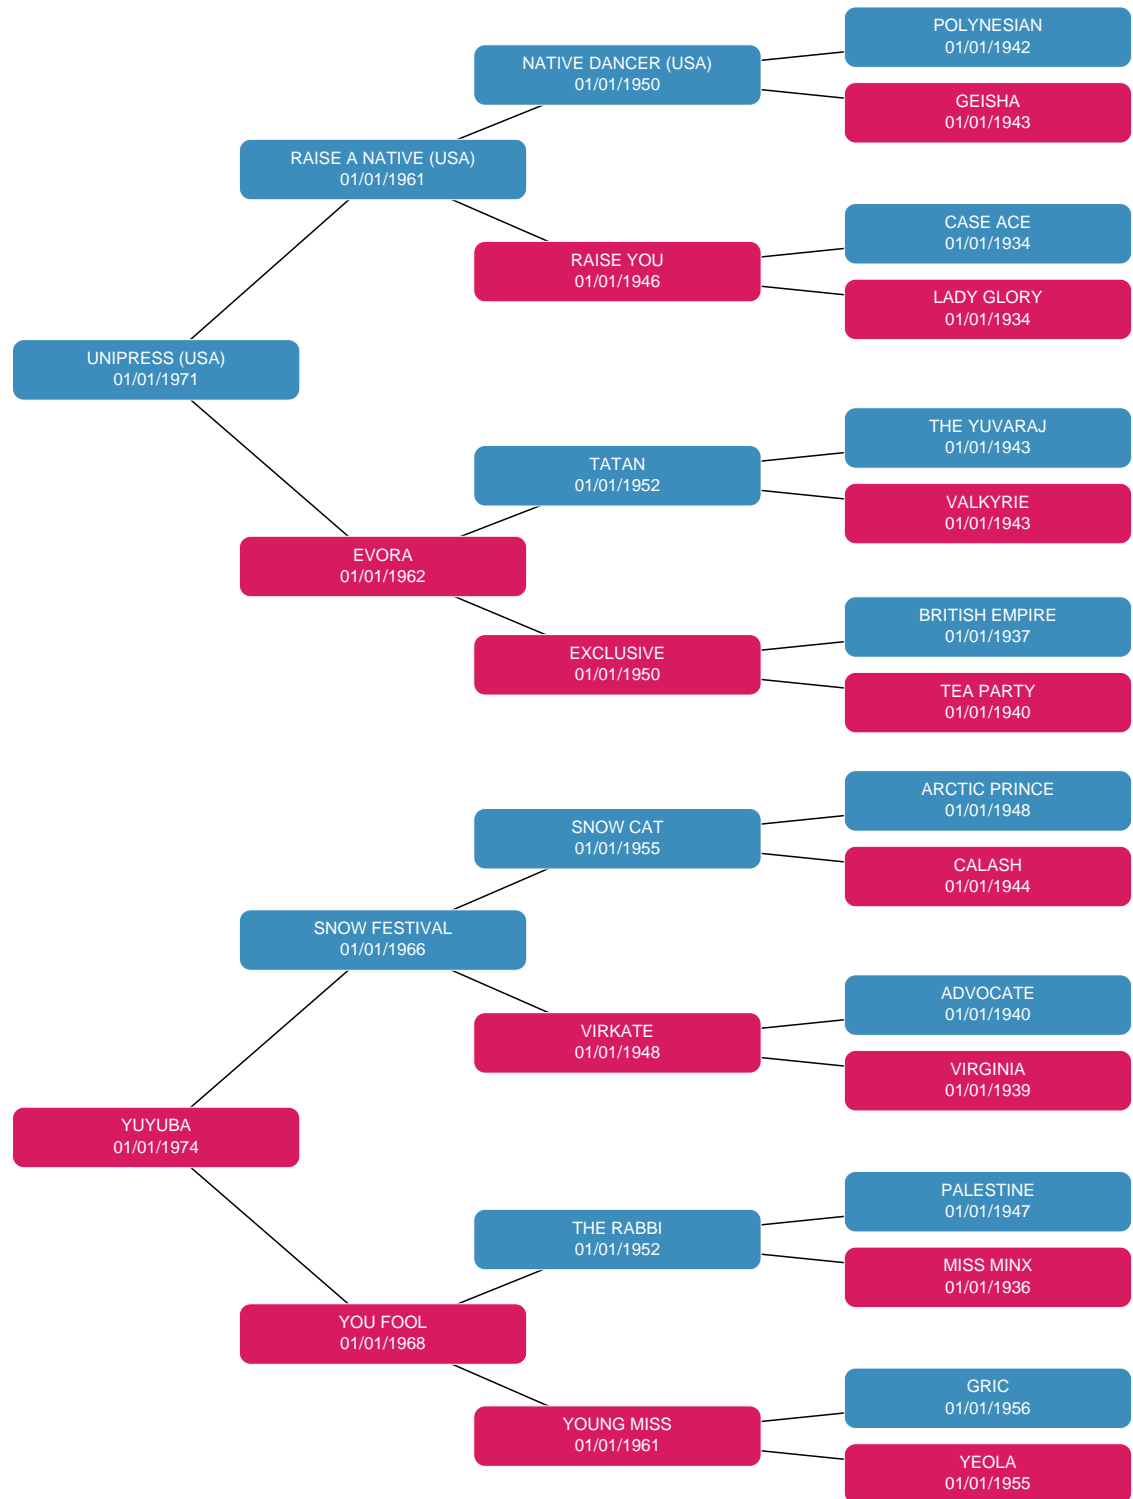 POLYNESIAN
01/01/1942
NATIVE DANCER (USA)
01/01/1950
GEISHA
01/01/1943
RAISE A NATIVE (USA)
01/01/1961
CASE ACE
01/01/1934
RAISE YOU
01/01/1946
LADY GLORY
01/01/1934
UNIPRESS (USA)
01/01/1971
THE YUVARAJ
01/01/1943
TATAN
01/01/1952
VALKYRIE
01/01/1943
EVORA
01/01/1962
BRITISH EMPIRE
01/01/1937
EXCLUSIVE
01/01/1950
TEA PARTY
01/01/1940
ARCTIC PRINCE
01/01/1948
SNOW CAT
01/01/1955
CALASH
01/01/1944
SNOW FESTIVAL
01/01/1966
ADVOCATE
01/01/1940
VIRKATE
01/01/1948
VIRGINIA
01/01/1939
YUYUBA
01/01/1974
PALESTINE
01/01/1947
THE RABBI
01/01/1952
MISS MINX
01/01/1936
YOU FOOL
01/01/1968
GRIC
01/01/1956
YOUNG MISS
01/01/1961
YEOLA
01/01/1955